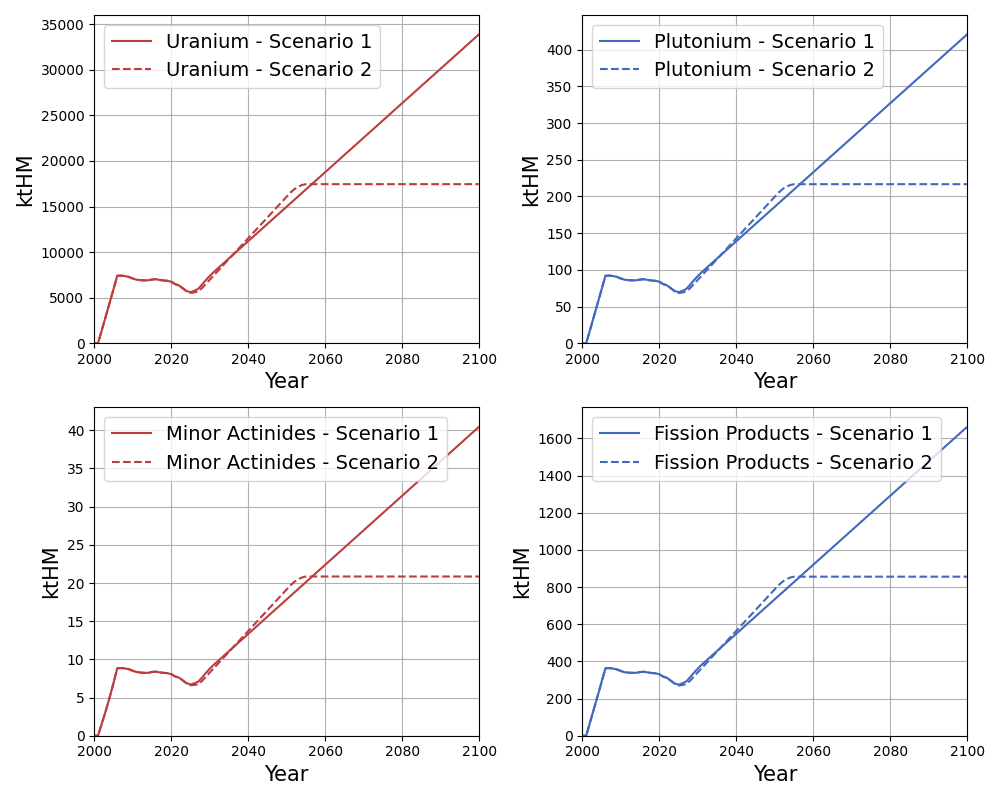 35000
30000
25000
20000
15000
10000
5000
0
ktHM
Uranium - Scenario 1
Uranium - Scenario 2
2000 2020 2040 2060 2080 2100
Year
400
350
300
250
200
150
100
50
0
ktHM
Plutonium - Scenario 1
Plutonium - Scenario 2
2000 2020 2040 2060 2080 2100
Year
40
35
30
25
20
15
10
5
0
ktHM
Minor Actinides - Scenario 1
Minor Actinides - Scenario 2
2000 2020 2040 2060 2080 2100
Year
1600
1400
1200
1000
800
600
400
200
0
ktHM
Fission Products - Scenario 1
Fission Products - Scenario 2
2000 2020 2040 2060 2080 2100
Year